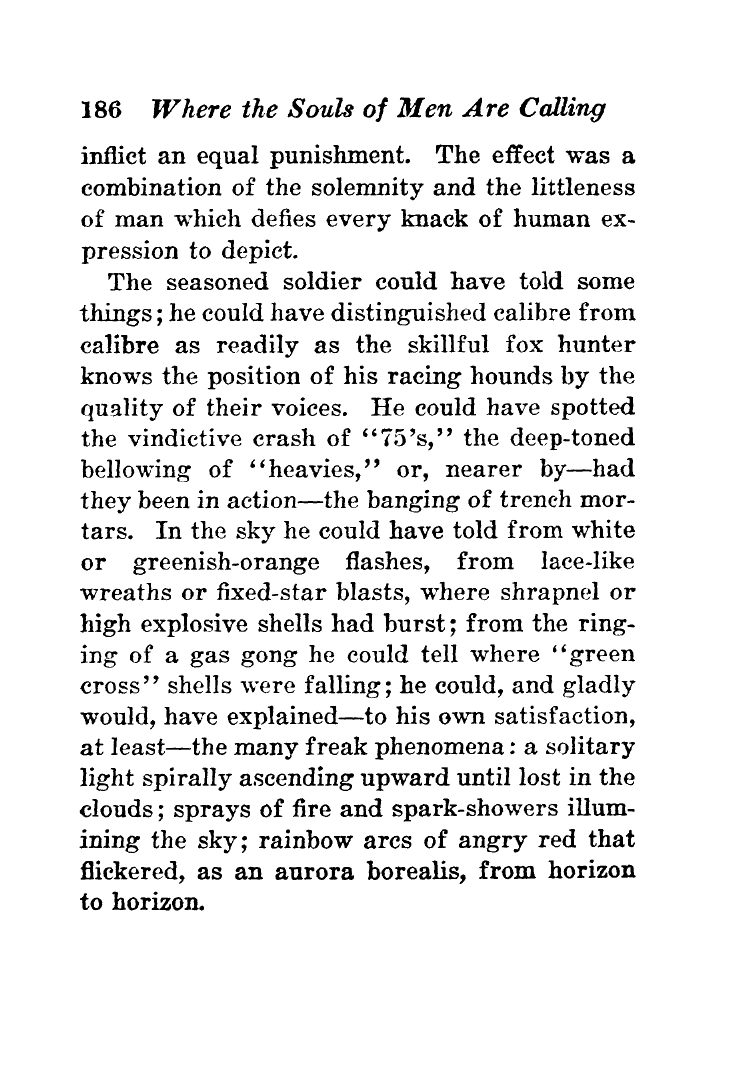 186 Where the Souls of Men Are Calling
inflict an equal punishment. The effect was a
combination of the solemnity and the littleness
of man which defies every knack of human ex-
pression to depict.
The seasoned soldier could have told some
things; he could have distinguished calibre from
calibre as readily as the skillful fox hunter
knows the position of his racing hounds by the
quality of their voices. He could have spotted
the vindictive crash of ‘‘75’s,’’ the deep-toned
bellowing of ‘‘heavies,’’ or, nearer by—had
they been in action—the banging of trench mor-
tars. In the sky he could have told from white
or greenish-orange flashes, from lace-like
wreaths or fixed-star blasts, where shrapnel or
high explosive shells had burst; from the ring-
ing of a gas gong he could tell where ‘‘green
cross’’ shells were falling; he could, and gladly
would, have explained—to his own satisfaction,
at least—the many freak phenomena: a solitary
light spirally ascending upward until lost in the
clouds; sprays of fire and spark-showers illum-
ining the sky; rainbow arcs of angry red that
flickered, as an aurora borealis, from horizon
to horizon.